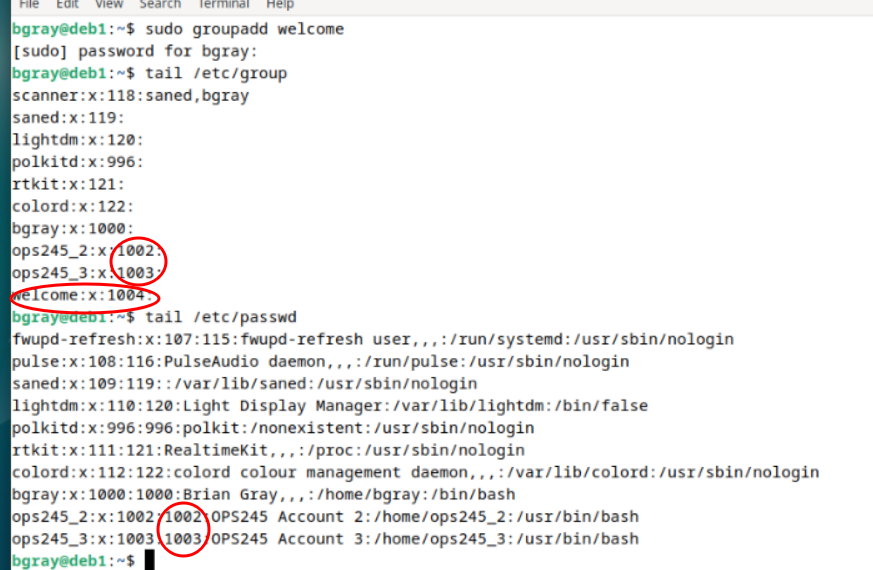 File Edit View Search Terminal Help
bgray@deb1:~$ sudo groupadd welcome
[sudo] password for bgray:
bgray@deb1:~$ tail /etc/group
scanner:x:118:saned,bgray
saned:x:119:
lightdm:x:120:
polkitd:x:996:
rtkit:x:121:
colord:x:122:
bgray:x:1000:
ops245_2:x:1002:
ops245_3:x:1003:
welcome:x:1004:
bgray@deb1:~$ tail /etc/passwd
fwupd-refresh:x:107:115:fwupd-refresh user,,,:/run/systemd:/usr/sbin/nologin
pulse:x:108:116:PulseAudio daemon,,,:/run/pulse:/usr/sbin/nologin
saned:x:109:119::/var/lib/saned:/usr/sbin/nologin
lightdm:x:110:120:Light Display Manager:/var/lib/lightdm:/bin/false
polkitd:x:996:996:polkit:/nonexistent:/usr/sbin/nologin
rtkit:x:111:121:RealtimeKit,,,:/proc:/usr/sbin/nologin
colord:x:112:122:colord colour management daemon,,,:/var/lib/colord:/usr/sbin/nologin
bgray:x:1000:1000:Brian Gray,,,:/home/bgray:/bin/bash
ops245_2:x:1002:1002:OPS245 Account 2:/home/ops245_2:/usr/bin/bash
ops245_3:x:1003:1003:OPS245 Account 3:/home/ops245_3:/usr/bin/bash
bgray@deb1:~$